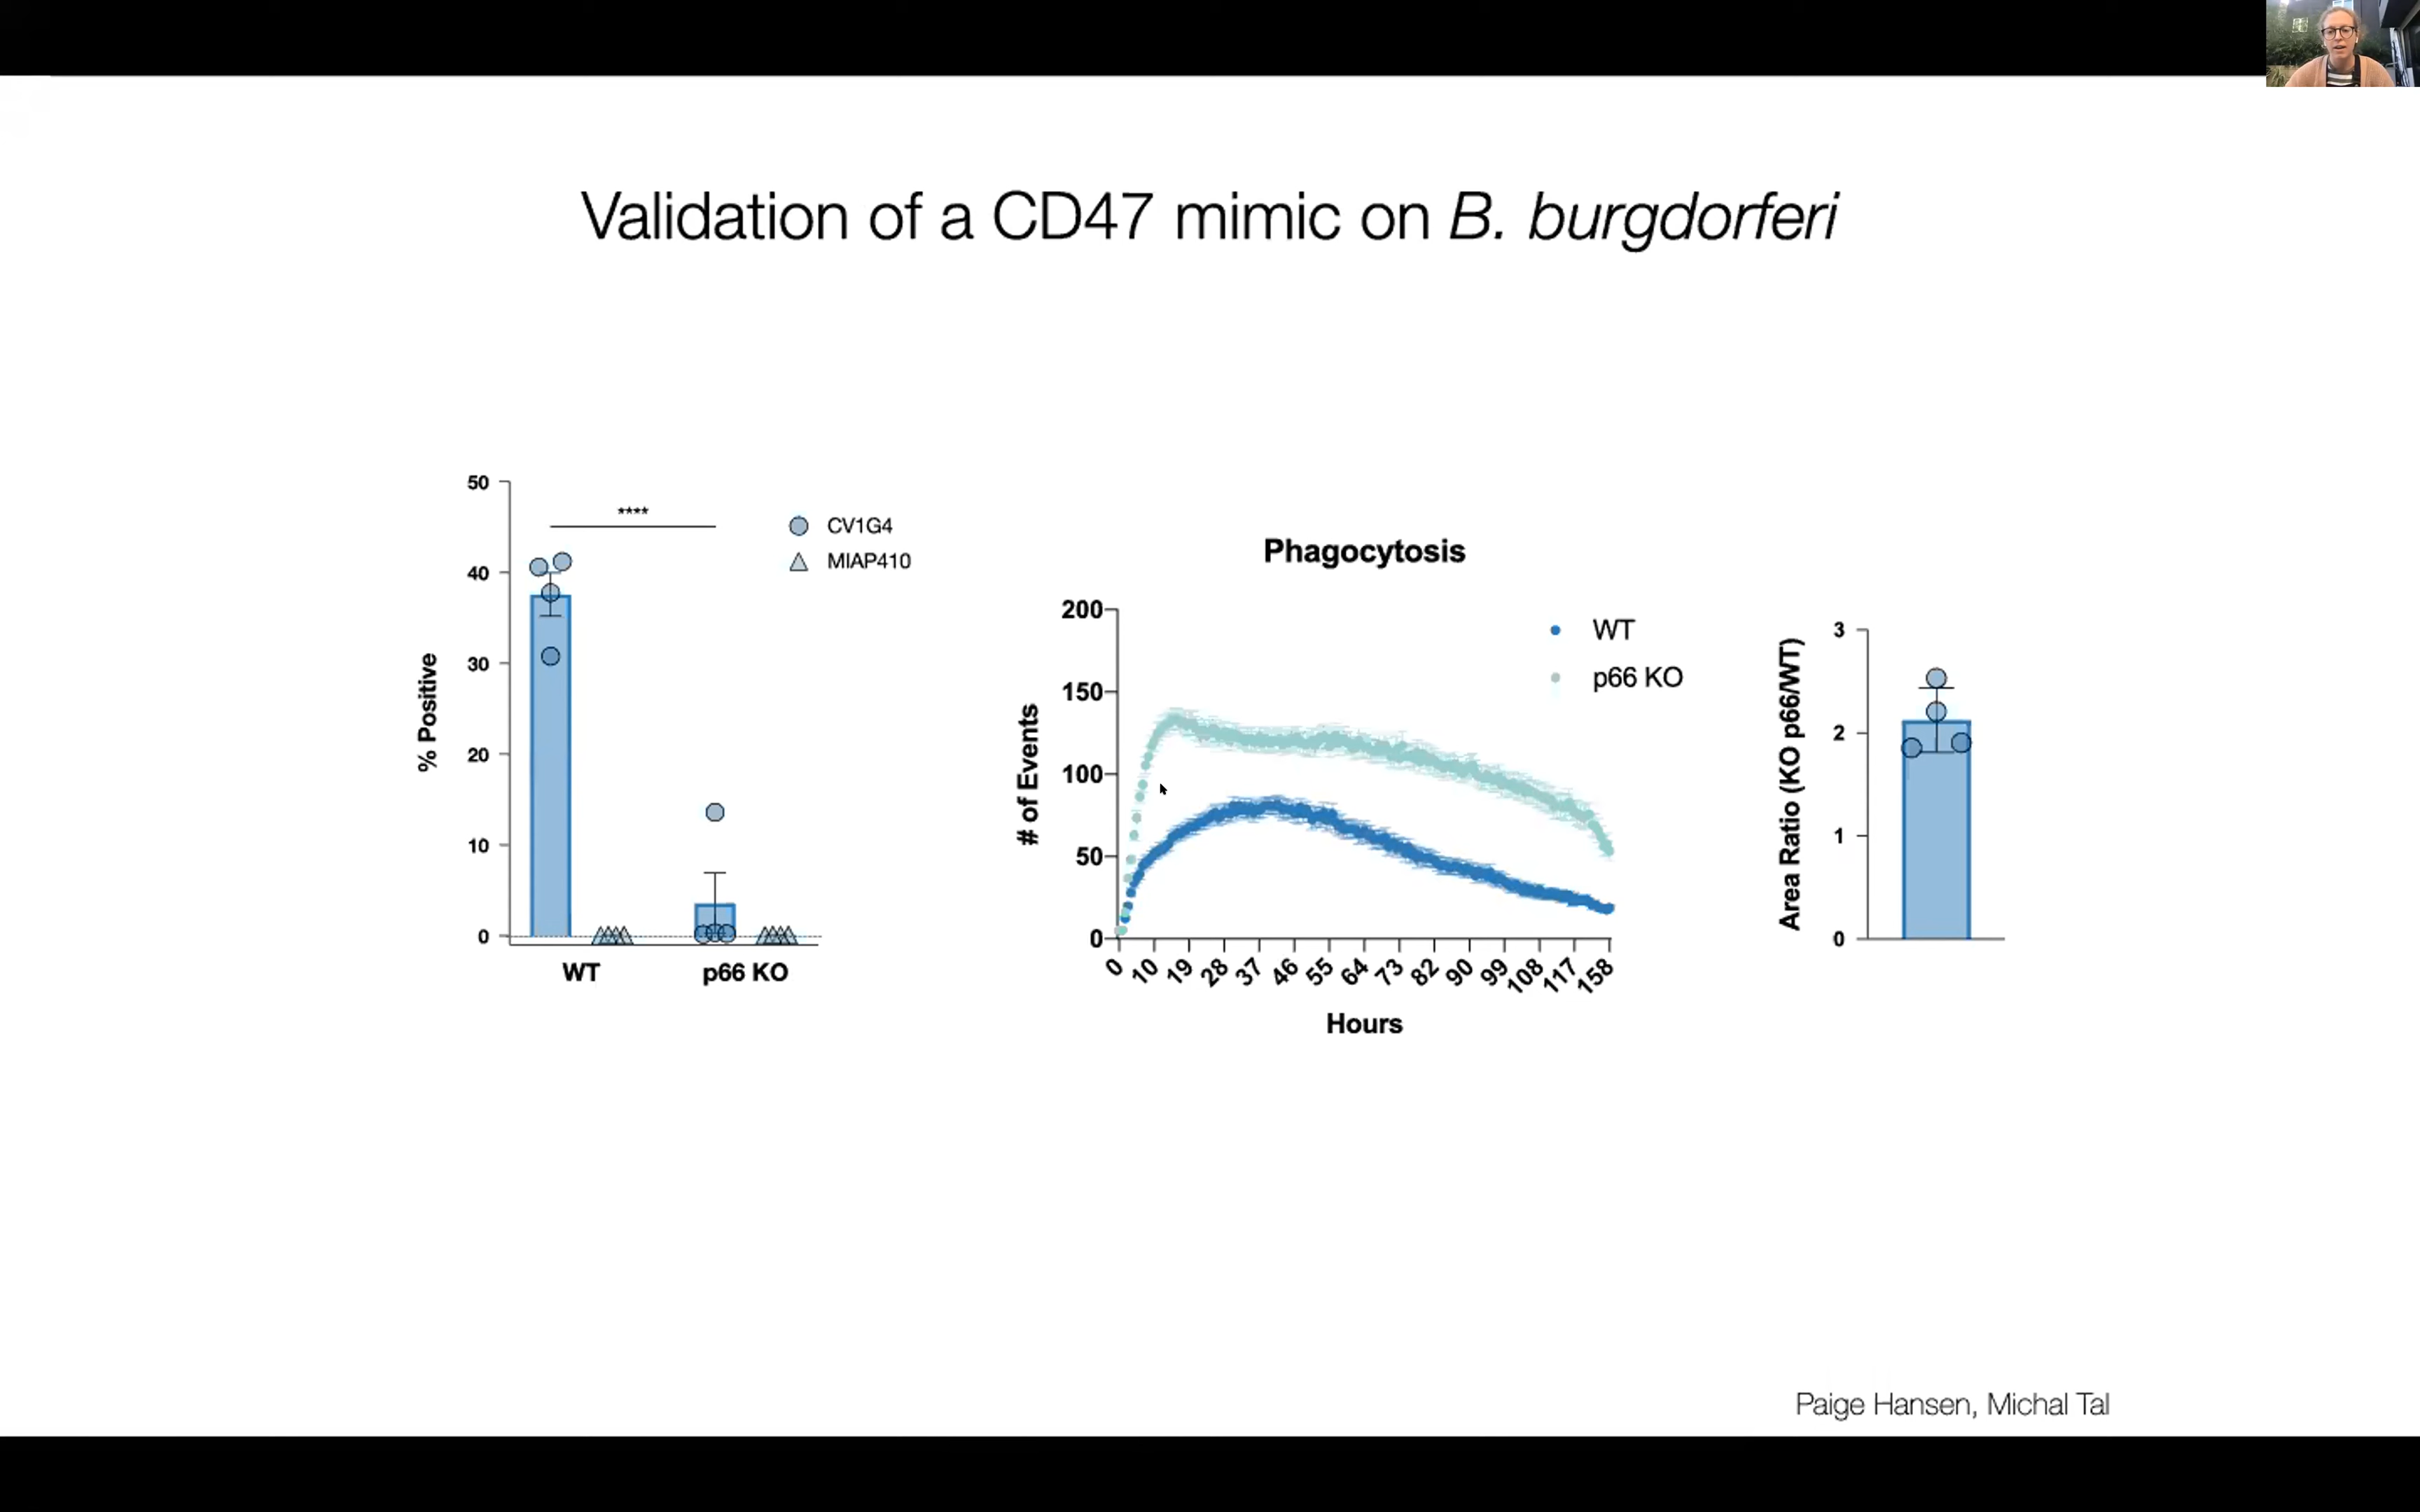 Validation of a CD47 mimic on B. burgdorferi
50
40
30
20
10
0
% Positive
****
CV1G4
MIAP410
WT
p66 KO
Phagocytosis
200
150
100
50
0
# of Events
WT
p66 KO
0 10 19 28 37 46 55 64 73 82 90 99 108 117 158
Hours
3
2
1
0
Area Ratio (KO p66/WT)
Paige Hansen, Michal Tal